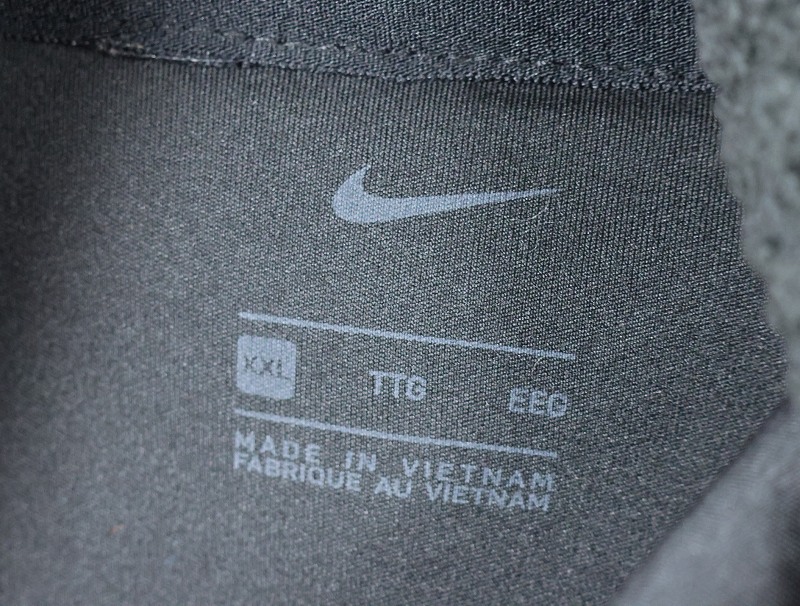 XXL TTG EEG
MADE IN VIETNAM
FABRIQUE AU VIETNAM